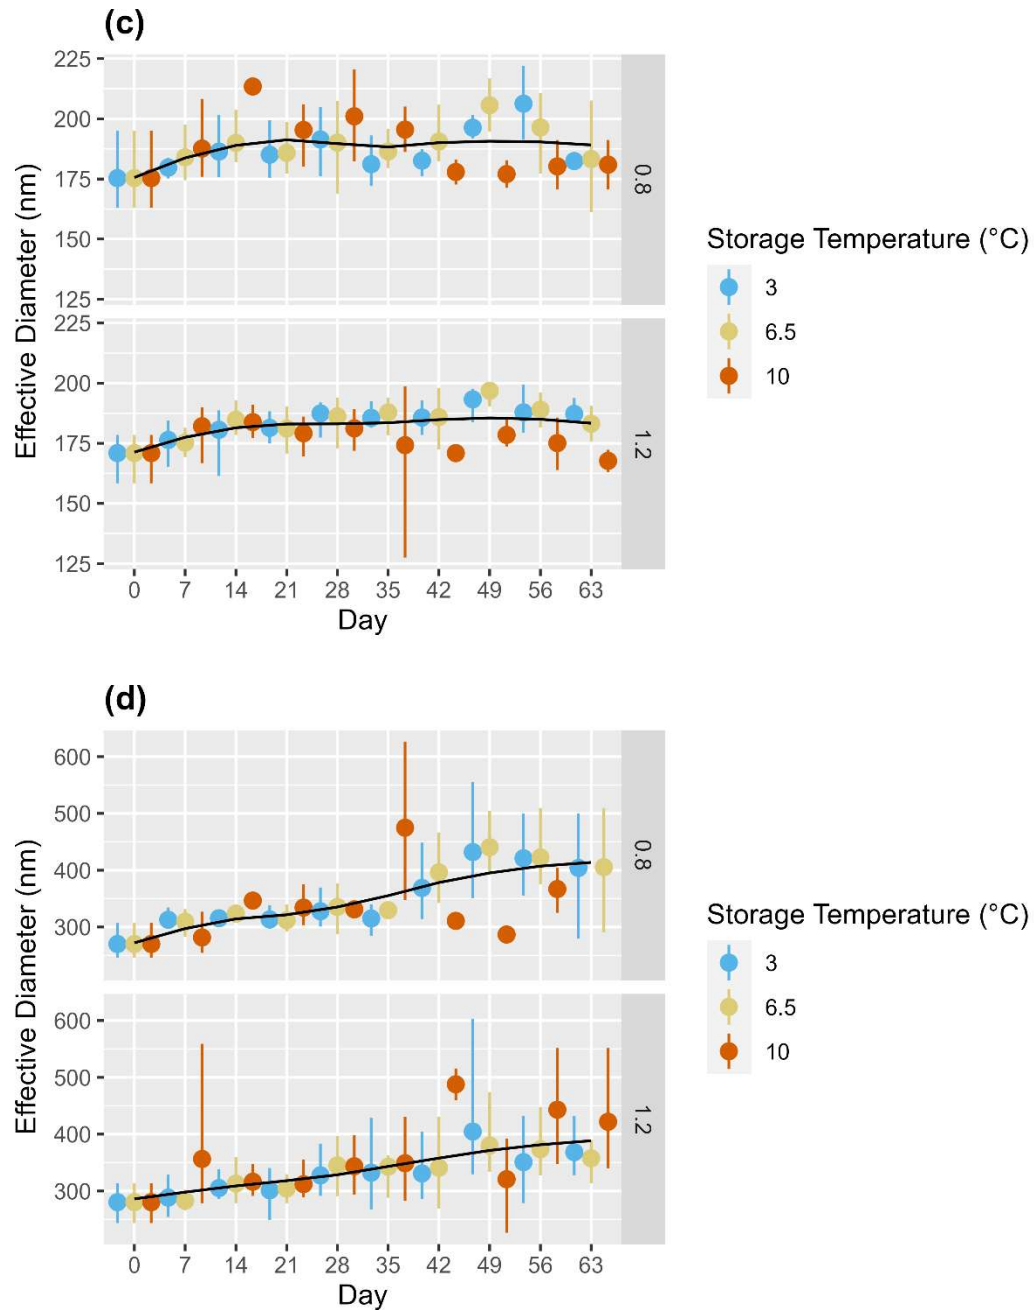 (c)
Effective Diameter (nm)
225
200
175
150
125
0.8
225
200
175
150
125
1.2
0 7 14 21 28 35 42 49 56 63
Day
Storage Temperature (°C)
3
6.5
10
(d)
Effective Diameter (nm)
600
500
400
300
0.8
600
500
400
300
1.2
0 7 14 21 28 35 42 49 56 63
Day
Storage Temperature (°C)
3
6.5
10